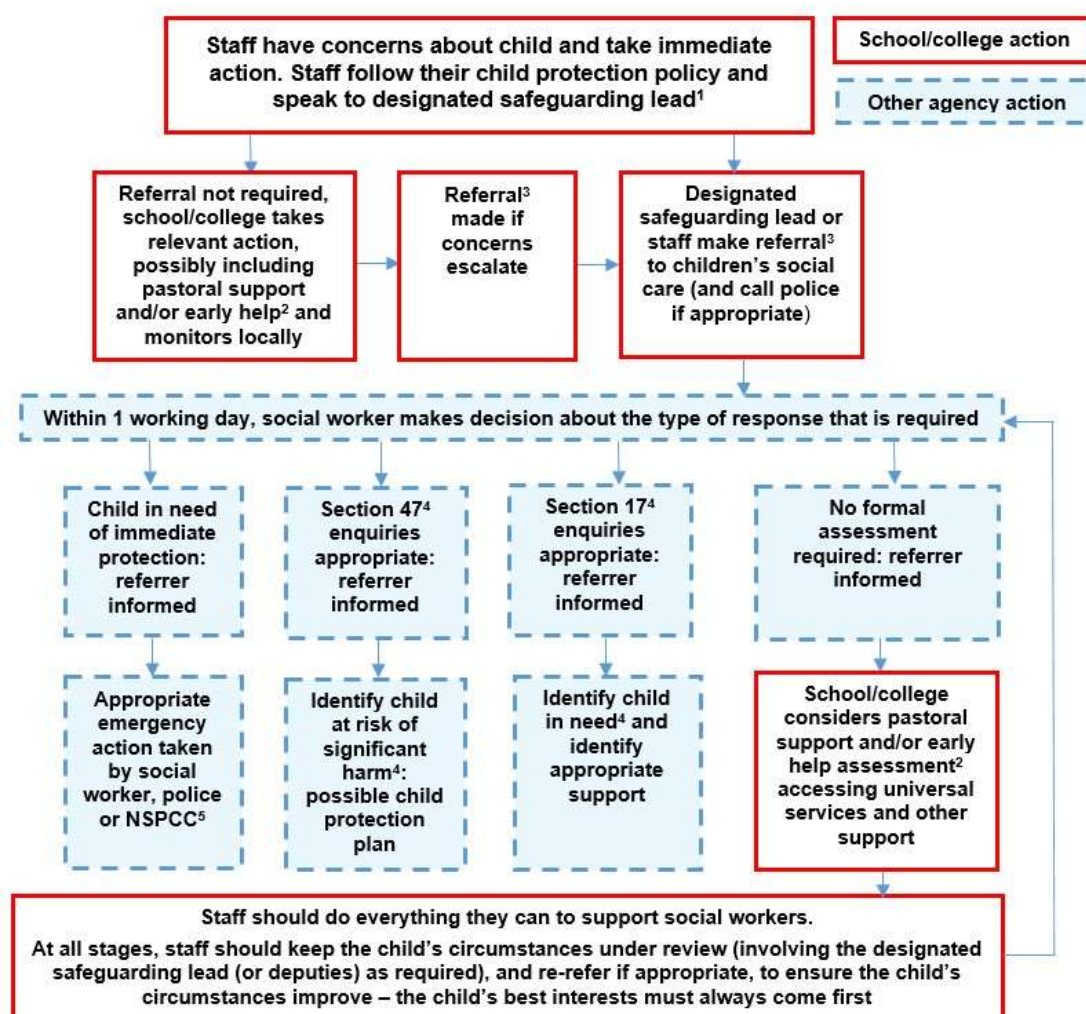 Staff have concerns about child and take immediate
action. Staff follow their child protection policy and
speak to designated safeguarding lead¹
School/college action
Other agency action
Referral not required,
school/college takes
relevant action,
possibly including
pastoral support
and/or early help² and
monitors locally
Referral³
made if
concerns
escalate
Designated
safeguarding lead or
staff make referral³
to children’s social
care (and call police
if appropriate)
Within 1 working day, social worker makes decision about the type of response that is required
Child in need
of immediate
protection:
referrer
informed
Section 47⁴
enquiries
appropriate:
referrer
informed
Section 17⁴
enquiries
appropriate:
referrer
informed
No formal
assessment
required: referrer
informed
Appropriate
emergency
action taken
by social
worker, police
or NSPCC⁵
Identify child
at risk of
significant
harm⁴:
possible child
protection
plan
Identify child
in need⁴ and
identify
appropriate
support
School/college
considers pastoral
support and/or early
help assessment²
accessing universal
services and other
support
Staff should do everything they can to support social workers.
At all stages, staff should keep the child’s circumstances under review (involving the designated
safeguarding lead (or deputies) as required), and re-refer if appropriate, to ensure the child’s
circumstances improve – the child’s best interests must always come first